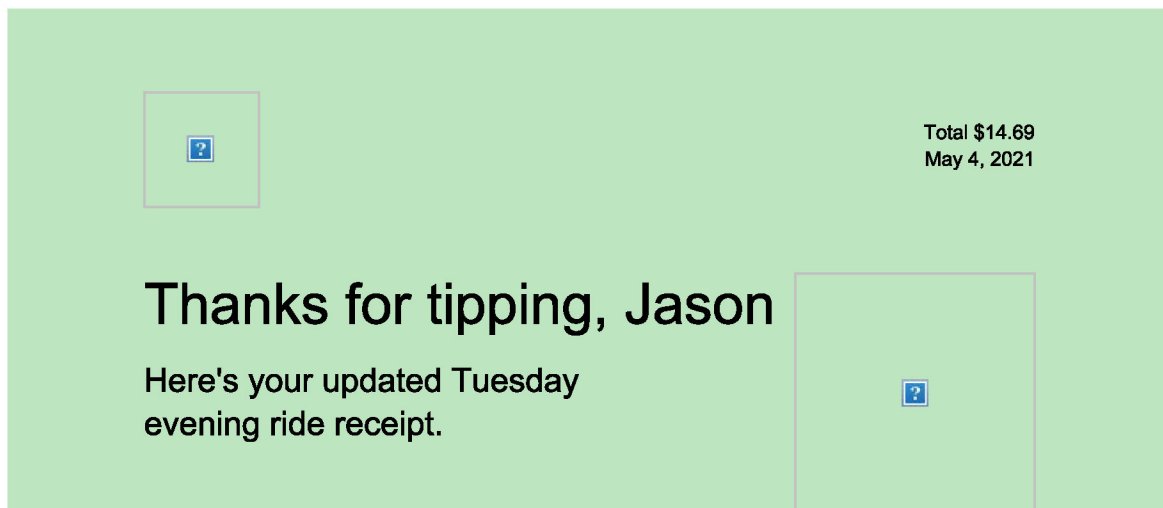 Total $14.69
May 4, 2021
Thanks for tipping, Jason
Here's your updated Tuesday
evening ride receipt.